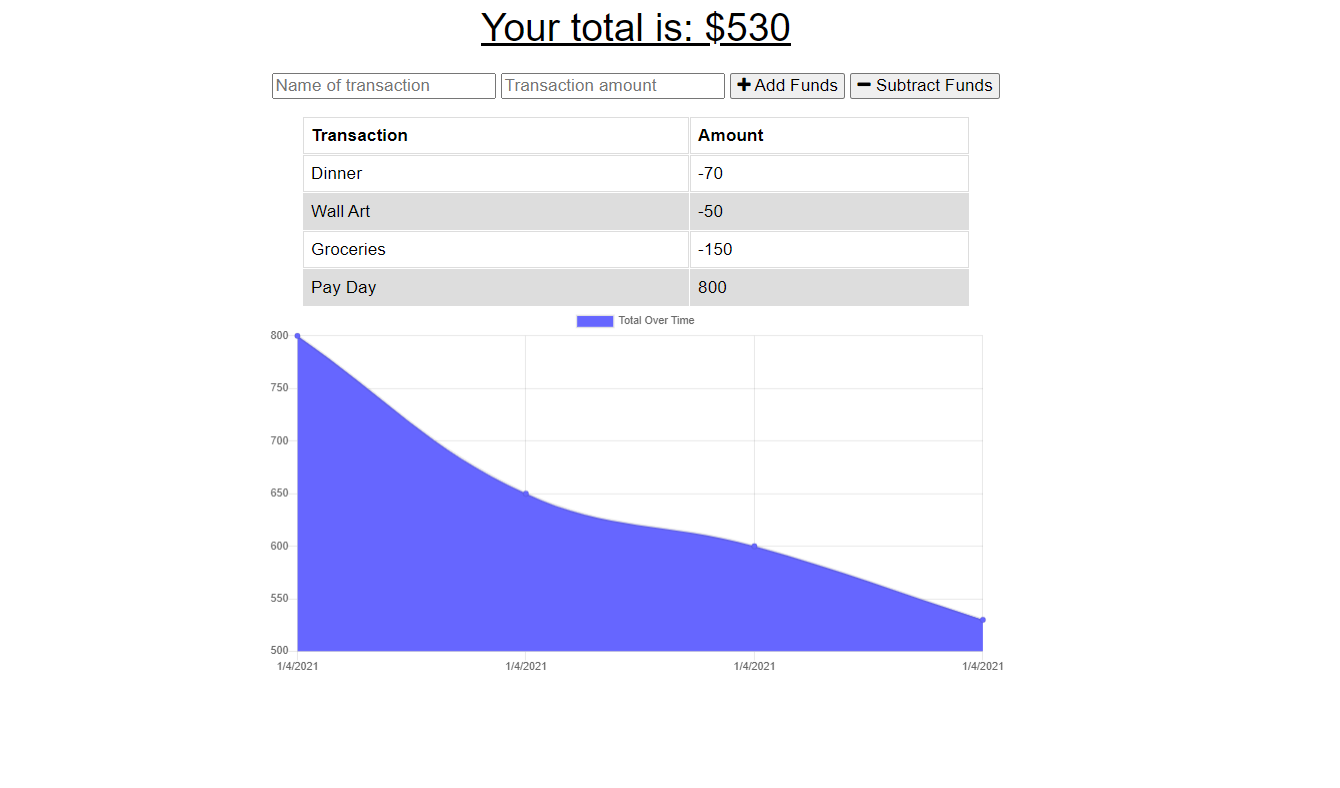 Your total is: $530
Name of transaction Transaction amount + Add Funds − Subtract Funds
Transaction Amount
Dinner -70
Wall Art -50
Groceries -150
Pay Day 800
Total Over Time
800
750
700
650
600
550
500
1/4/2021 1/4/2021 1/4/2021 1/4/2021